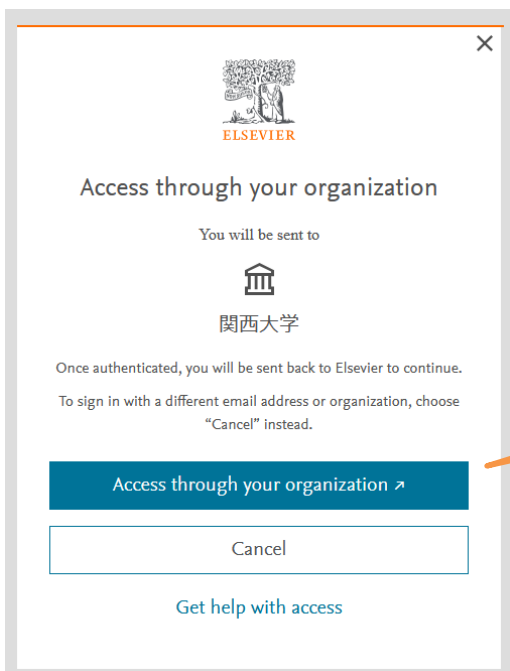 ELSEVIER
Access through your organization
You will be sent to
関西大学
Once authenticated, you will be sent back to Elsevier to continue.
To sign in with a different email address or organization, choose
“Cancel” instead.
Access through your organization ↗
Cancel
Get help with access